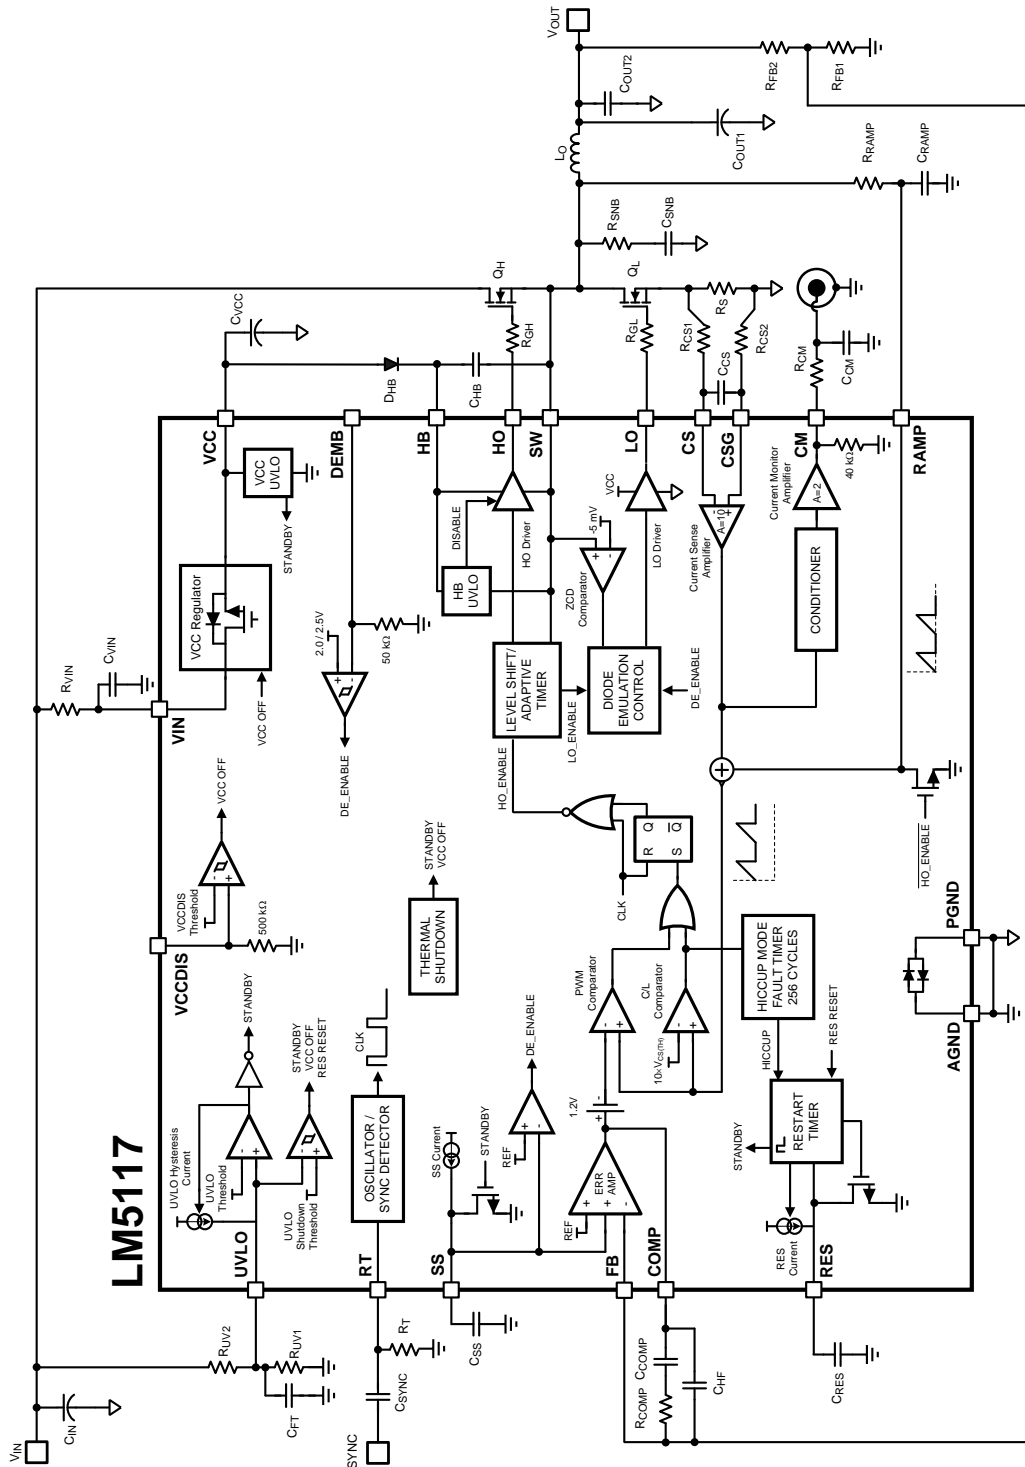 LM5117
VIN
CIN
RUV2
RUV1
CFT
SYNC
CSYNC
RT
CSS
RCOMP
CCOMP
CHF
CRES
UVLO
RT
SS
FB
COMP
RES
UVLO Hysteresis
Current
UVLO
Threshold
-
+
STANDBY
UVLO
Shutdown
Threshold
-
+
STANDBY
VCC OFF
RES RESET
OSCILLATOR /
SYNC DETECTOR
CLK
SS Current
STANDBY
REF
+
-
DE_ENABLE
REF
+
+
-
ERR
AMP
+
-
1.2V
PWM
Comparator
-
+
10xVCS(TH)
C/L
Comparator
-
+
HICCUP MODE
FAULT TIMER
256 CYCLES
HICCUP
RES RESET
RESTART
TIMER
STANDBY
RES
Current
VCCDIS
VCCDIS
Threshold
-
+
500 kΩ
VCC OFF
THERMAL
SHUTDOWN
STANDBY
VCC OFF
CLK
R
Q
S
Q
HO_ENABLE
RVIN
CVIN
VIN
VCC Regulator
VCC OFF
VCC
UVLO
STANDBY
VCC
CVCC
2.0 / 2.5V
+
-
50 kΩ
DE_ENABLE
DEMB
DHB
CHB
HB
HB
UVLO
DISABLE
HO
HO Driver
SW
LEVEL SHIFT/
ADAPTIVE
TIMER
LO_ENABLE
DIODE
EMULATION
CONTROL
DE_ENABLE
ZCD
Comparator
+
-
-5 mV
VCC
LO Driver
LO
CS
CSG
Current Sense
Amplifier
A=10
-
+
CONDITIONER
Current Monitor
Amplifier
A=2
40 kΩ
CM
RAMP
HO_ENABLE
AGND
PGND
QH
RGH
QL
RGL
RSNB
CSNB
RS
RCS1
RCS2
CCS
RCM
CCM
LO
COUT1
COUT2
VOUT
RFB2
RFB1
RRAMP
CRAMP